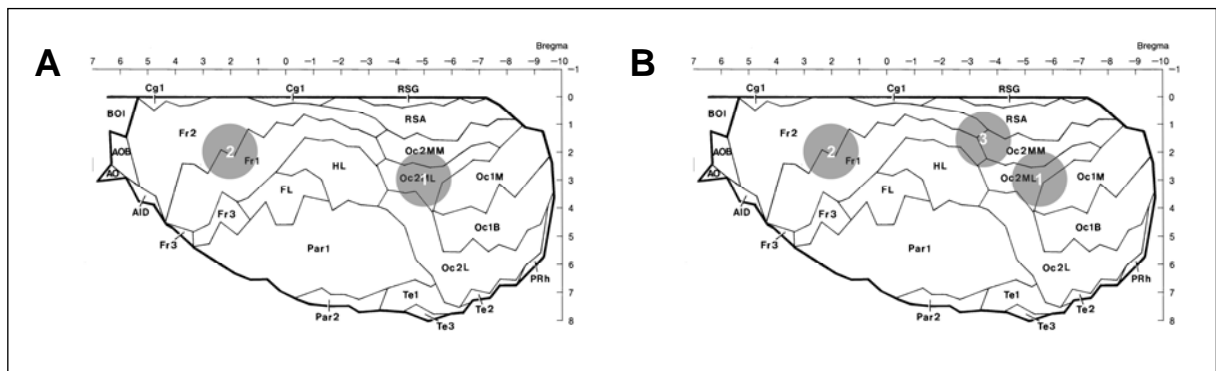 A
Bregma
7 6 5 4 3 2 1 0 -1 -2 -3 -4 -5 -6 -7 -8 -9 -10
-1
Cg1 Cg1 RSG
0
BOI
RSA
1
Fr2
AOB 2 Fr1 Oc2MM
2
HL
AO Oc2ML 1 Oc1M
3
FL
AID Fr3
4
Oc1B
Fr3
5
Par1
Oc2L
6
PRh
Te1
7
Par2 Te2
Te3
8
B
Bregma
7 6 5 4 3 2 1 0 -1 -2 -3 -4 -5 -6 -7 -8 -9 -10
-1
Cg1 Cg1 RSG
0
BOI
RSA
1
Fr2 3
AOB 2 Fr1 Oc2MM
2
HL
AO Oc2ML 1 Oc1M
3
FL
AID Fr3
4
Oc1B
Fr3
5
Par1
Oc2L
6
PRh
Te1
7
Par2 Te2
Te3
8